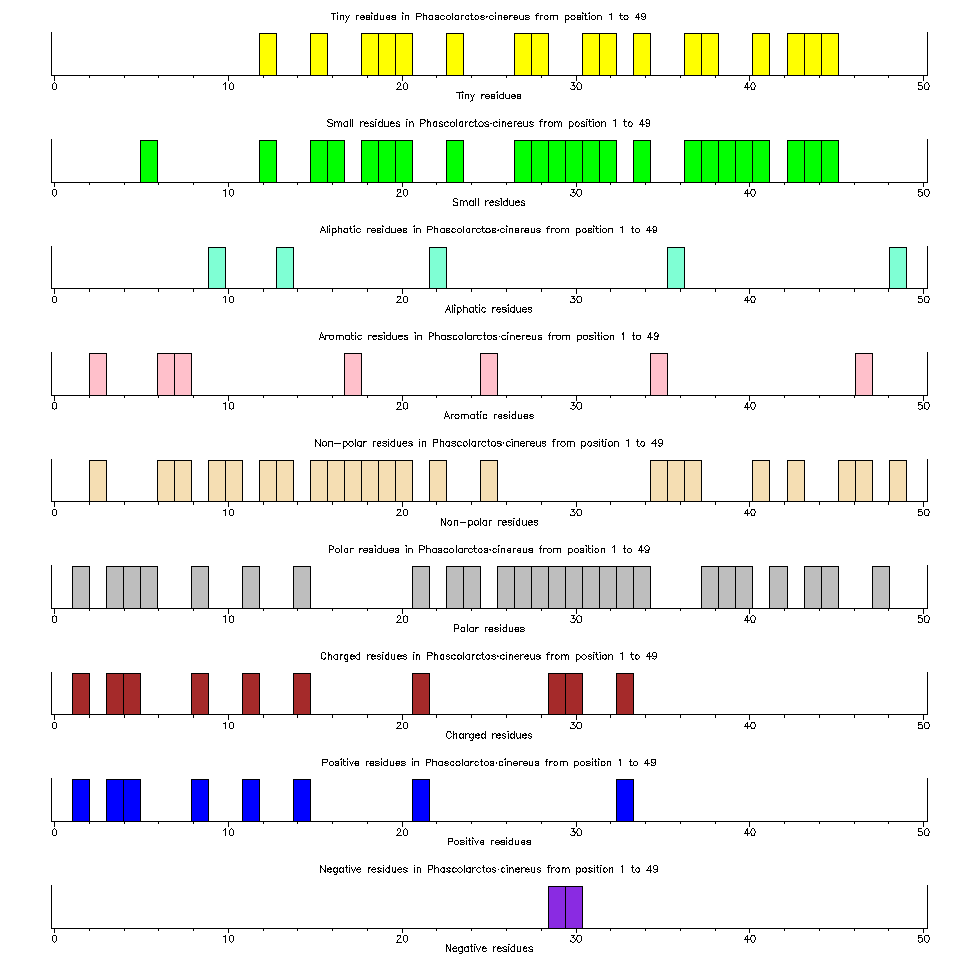 Tiny residues in Phascolarctos-cinereus from position 1 to 49
0 10 20 30 40 50
Tiny residues
Small residues in Phascolarctos-cinereus from position 1 to 49
0 10 20 30 40 50
Small residues
Aliphatic residues in Phascolarctos-cinereus from position 1 to 49
0 10 20 30 40 50
Aliphatic residues
Aromatic residues in Phascolarctos-cinereus from position 1 to 49
0 10 20 30 40 50
Aromatic residues
Non-polar residues in Phascolarctos-cinereus from position 1 to 49
0 10 20 30 40 50
Non-polar residues
Polar residues in Phascolarctos-cinereus from position 1 to 49
0 10 20 30 40 50
Polar residues
Charged residues in Phascolarctos-cinereus from position 1 to 49
0 10 20 30 40 50
Charged residues
Positive residues in Phascolarctos-cinereus from position 1 to 49
0 10 20 30 40 50
Positive residues
Negative residues in Phascolarctos-cinereus from position 1 to 49
0 10 20 30 40 50
Negative residues